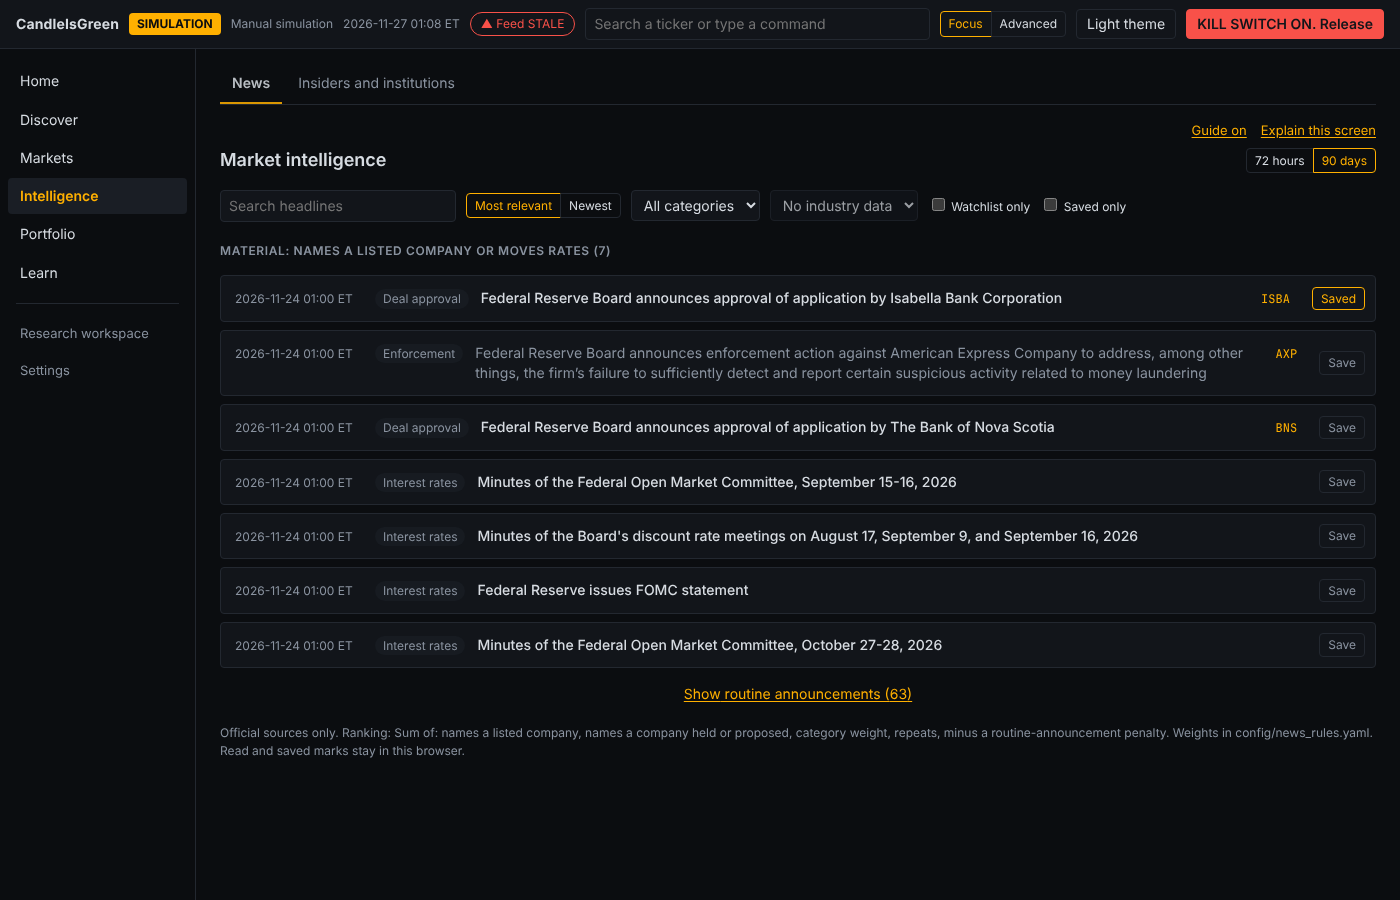 CandleIsGreen SIMULATION Manual simulation 2026-11-27 01:08 ET ▲ Feed STALE Search a ticker or type a command Focus Advanced Light theme KILL SWITCH ON. Release
Home
Discover
Markets
Intelligence
Portfolio
Learn
Research workspace
Settings
News Insiders and institutions
Guide on Explain this screen
Market intelligence 72 hours 90 days
Search headlines Most relevant Newest All categories No industry data Watchlist only Saved only
MATERIAL: NAMES A LISTED COMPANY OR MOVES RATES (7)
2026-11-24 01:00 ET Deal approval Federal Reserve Board announces approval of application by Isabella Bank Corporation ISBA Saved
2026-11-24 01:00 ET Enforcement Federal Reserve Board announces enforcement action against American Express Company to address, among other AXP Save
things, the firm’s failure to sufficiently detect and report certain suspicious activity related to money laundering
2026-11-24 01:00 ET Deal approval Federal Reserve Board announces approval of application by The Bank of Nova Scotia BNS Save
2026-11-24 01:00 ET Interest rates Minutes of the Federal Open Market Committee, September 15-16, 2026 Save
2026-11-24 01:00 ET Interest rates Minutes of the Board's discount rate meetings on August 17, September 9, and September 16, 2026 Save
2026-11-24 01:00 ET Interest rates Federal Reserve issues FOMC statement Save
2026-11-24 01:00 ET Interest rates Minutes of the Federal Open Market Committee, October 27-28, 2026 Save
Show routine announcements (63)
Official sources only. Ranking: Sum of: names a listed company, names a company held or proposed, category weight, repeats, minus a routine-announcement penalty. Weights in config/news_rules.yaml.
Read and saved marks stay in this browser.